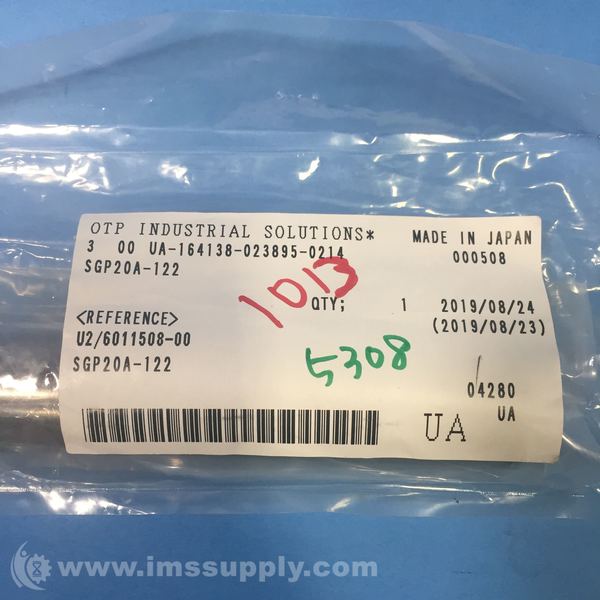 OTP INDUSTRIAL SOLUTIONS*
MADE IN JAPAN
3 00 UA-164138-023895-0214
000508
SGP20A-122
1013
QTY; 1 2019/08/24
<REFERENCE>
(2019/08/23)
U2/6011508-00
5308
SGP20A-122
04280
UA
UA
www.imssupply.com